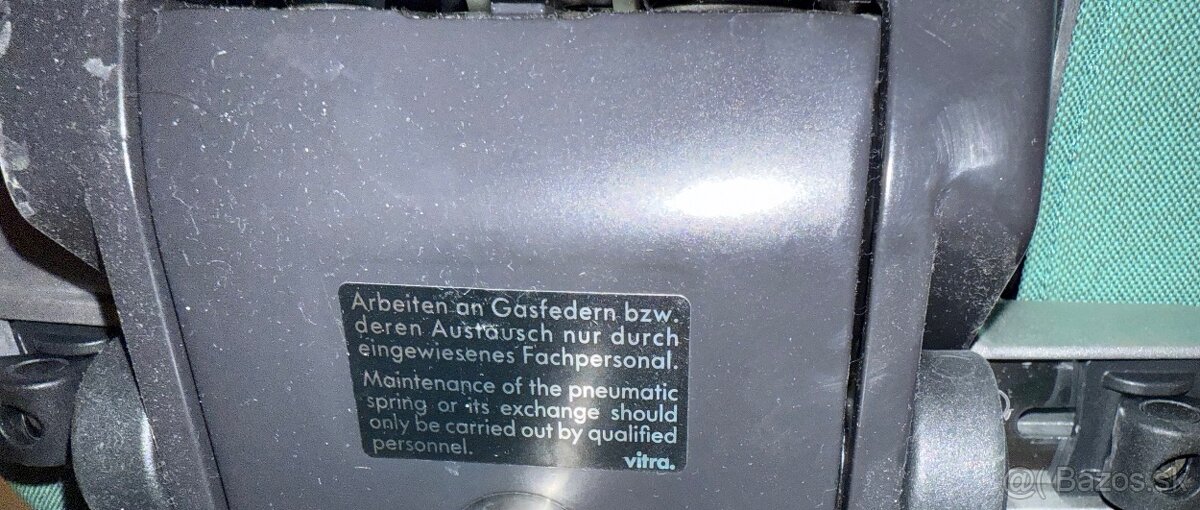 Arbeiten an Gasfedern bzw.
deren Austausch nur durch
eingewiesenes Fachpersonal.
Maintenance of the pneumatic
spring or its exchange should
only be carried out by qualified
personnel.
vitra.
@( Bazos.sk